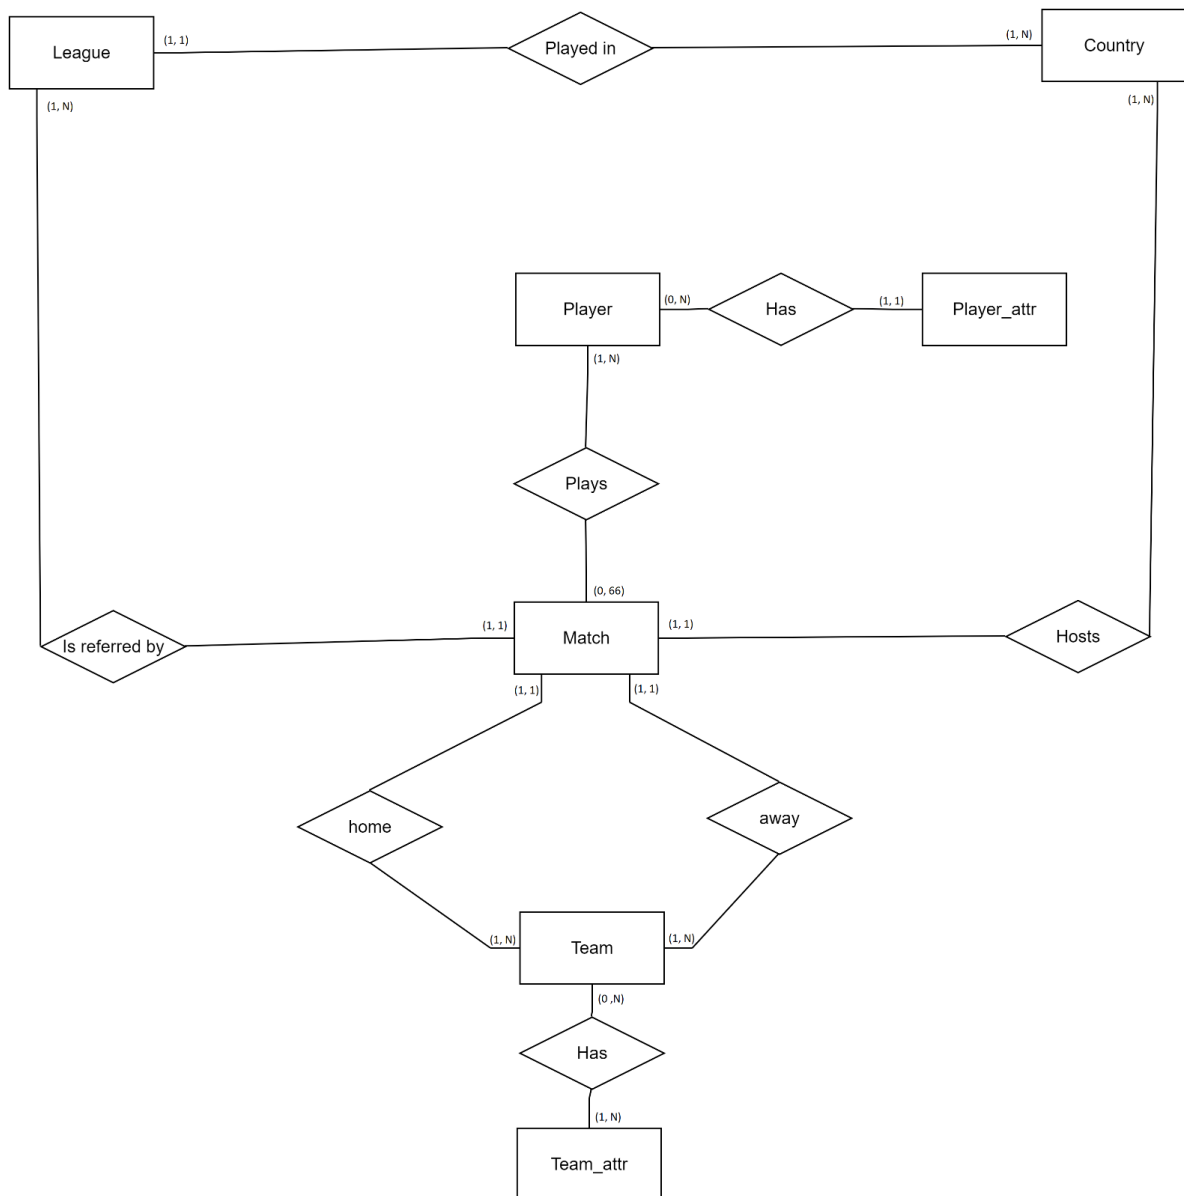 League
(1, 1)
Played in
(1, N)
Country
(1, N)
(1, N)
Player
(0, N)
Has
(1, 1)
Player_attr
(1, N)
Plays
(0, 66)
Is referred by
(1, 1)
Match
(1, 1)
Hosts
(1, 1)
(1, 1)
home
away
(1, N)
Team
(1, N)
(0 ,N)
Has
(1, N)
Team_attr